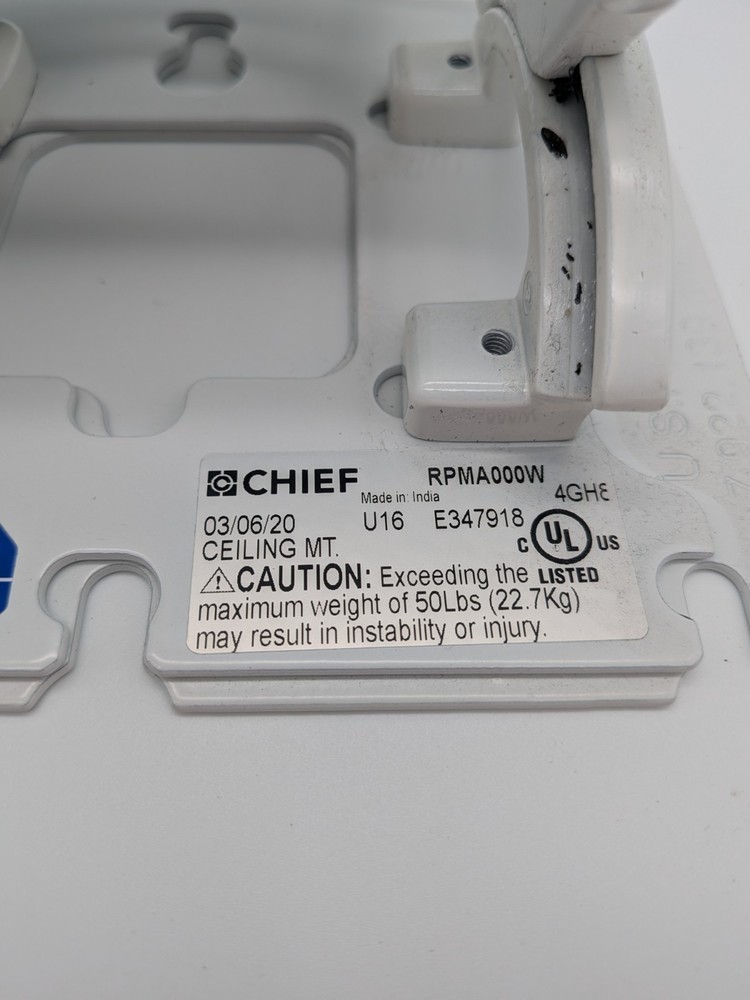 CHIEF RPMA000W
Made in: India 4GH8
03/06/20 U16 E347918
CEILING MT. C UL US
CAUTION: Exceeding the LISTED
maximum weight of 50Lbs (22.7Kg)
may result in instability or injury.